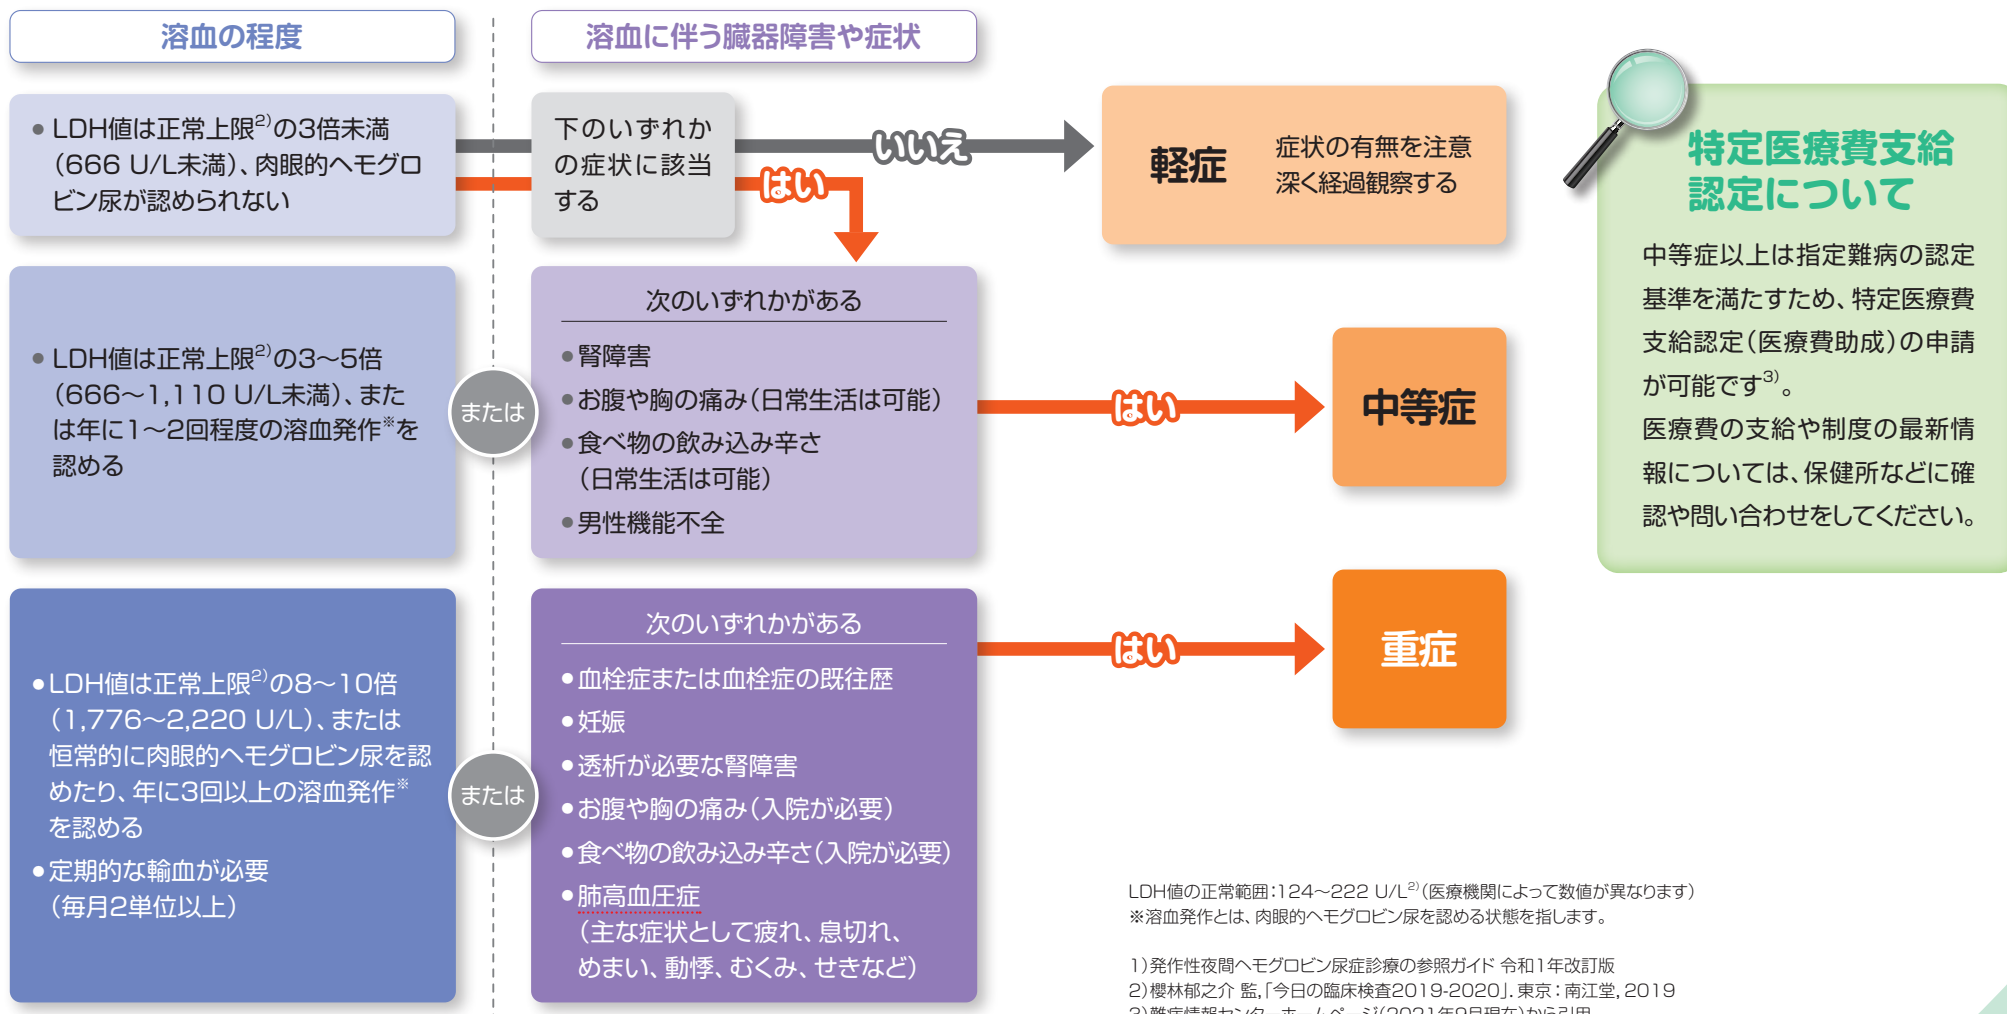 溶血の程度
溶血に伴う臓器障害や症状
● LDH値は正常上限2)の3倍未満
(666 U/L未満)、肉眼的ヘモグロ
ビン尿が認められない
下のいずれか
の症状に該当
する
いいえ
はい
軽症
症状の有無を注意
深く経過観察する
● LDH値は正常上限2)の3〜5倍
(666〜1,110 U/L未満)、また
は年に1〜2回程度の溶血発作※を
認める
または
次のいずれかがある
●腎障害
●お腹や胸の痛み(日常生活は可能)
●食べ物の飲み込み辛さ
(日常生活は可能)
●男性機能不全
はい
中等症
●LDH値は正常上限2)の8〜10倍
(1,776〜2,220 U/L)、または
恒常的に肉眼的ヘモグロビン尿を認
めたり、年に3回以上の溶血発作※
を認める
●定期的な輸血が必要
(毎月2単位以上)
または
次のいずれかがある
●血栓症または血栓症の既往歴
●妊娠
●透析が必要な腎障害
●お腹や胸の痛み(入院が必要)
●食べ物の飲み込み辛さ(入院が必要)
●肺高血圧症
(主な症状として疲れ、息切れ、
めまい、動悸、むくみ、せきなど)
はい
重症
特定医療費支給
認定について
中等症以上は指定難病の認定
基準を満たすため、特定医療費
支給認定(医療費助成)の申請
が可能です3)。
医療費の支給や制度の最新情
報については、保健所などに確
認や問い合わせをしてください。
LDH値の正常範囲:124〜222 U/L2)(医療機関によって数値が異なります)
※溶血発作とは、肉眼的ヘモグロビン尿を認める状態を指します。
1)発作性夜間ヘモグロビン尿症診療の参照ガイド 令和1年改訂版
2)櫻林郁之介 監,「今日の臨床検査2019-2020」. 東京:南江堂, 2019
3)難病情報センターホームページ(2021年9月現在)から引用